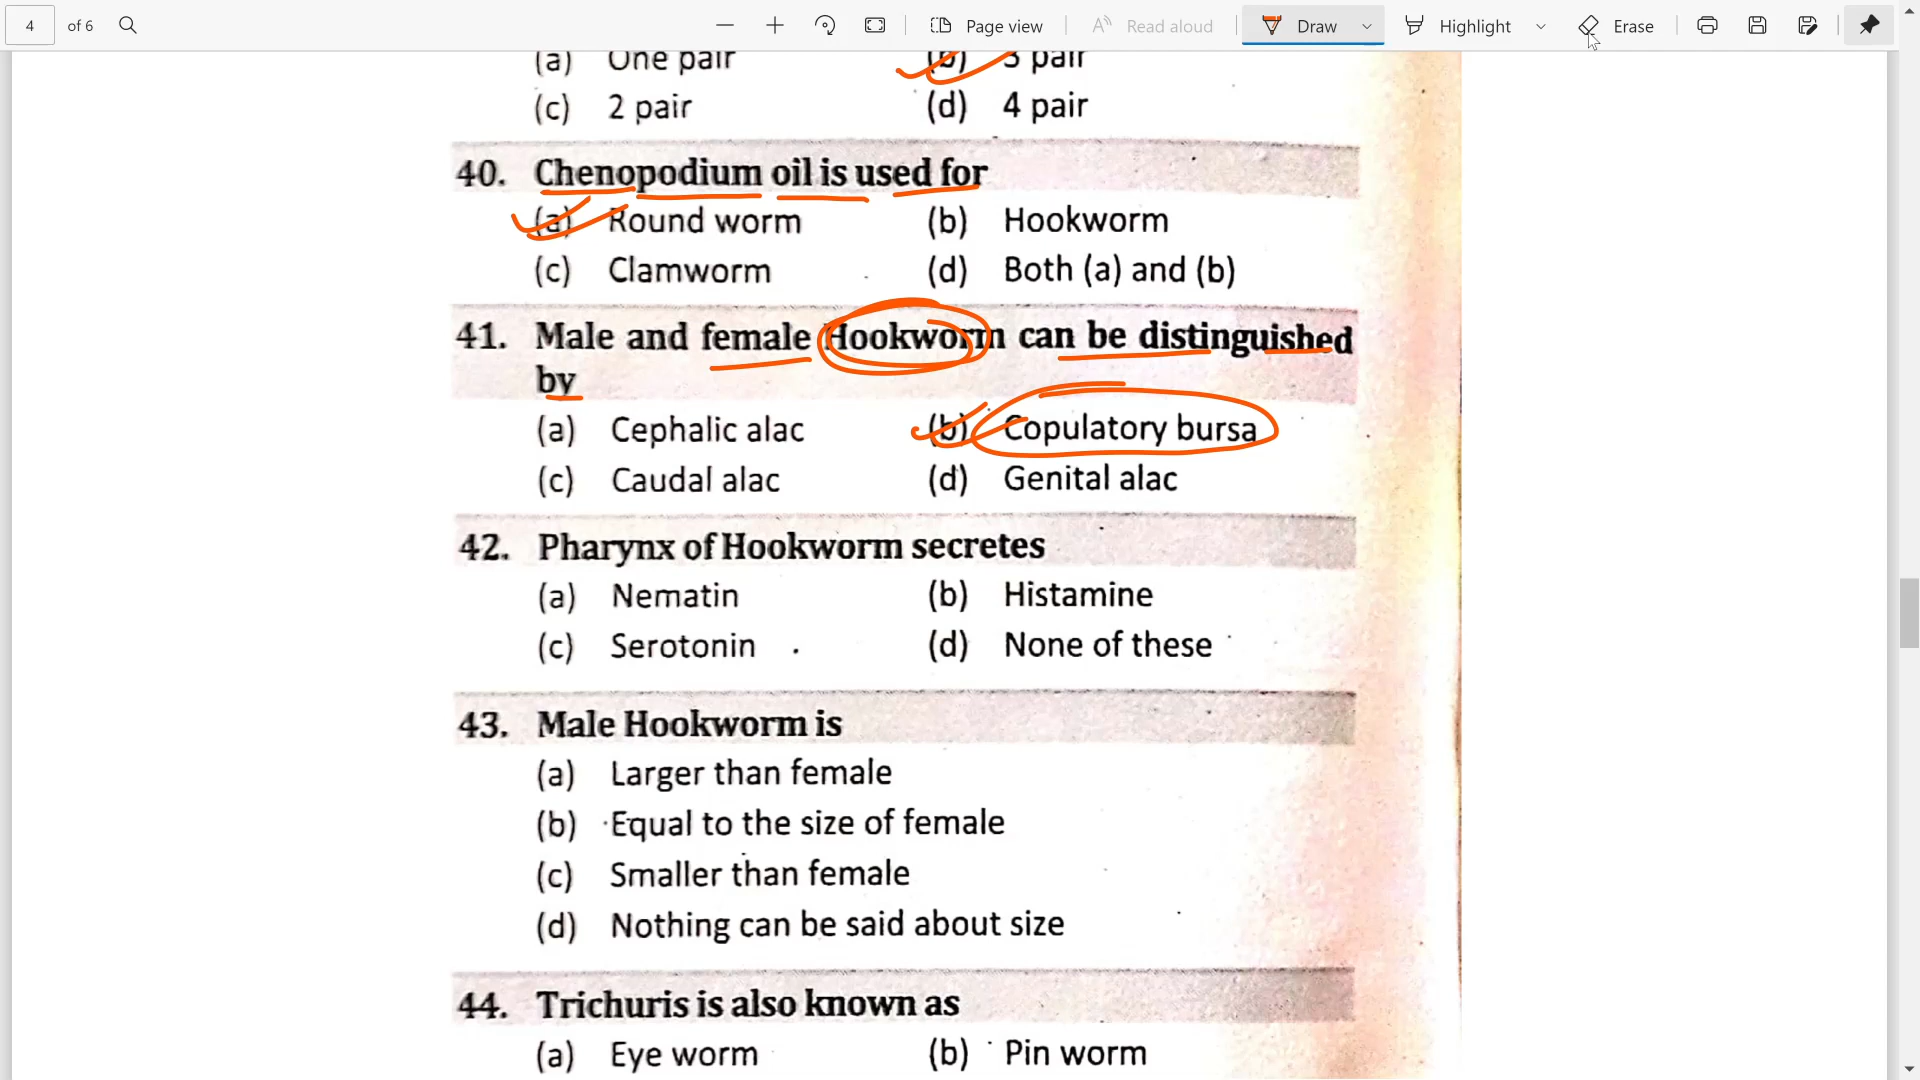 4 of 6 Page view Read aloud Draw Highlight Erase
(a) One pair (b) 3 pair
(c) 2 pair (d) 4 pair
40. Chenopodium oil is used for
(a) Round worm (b) Hookworm
(c) Clamworm (d) Both (a) and (b)
41. Male and female Hookworm can be distinguished
by
(a) Cephalic alac (b) Copulatory bursa
(c) Caudal alac (d) Genital alac
42. Pharynx of Hookworm secretes
(a) Nematin (b) Histamine
(c) Serotonin (d) None of these
43. Male Hookworm is
(a) Larger than female
(b) Equal to the size of female
(c) Smaller than female
(d) Nothing can be said about size
44. Trichuris is also known as
(a) Eye worm (b) Pin worm